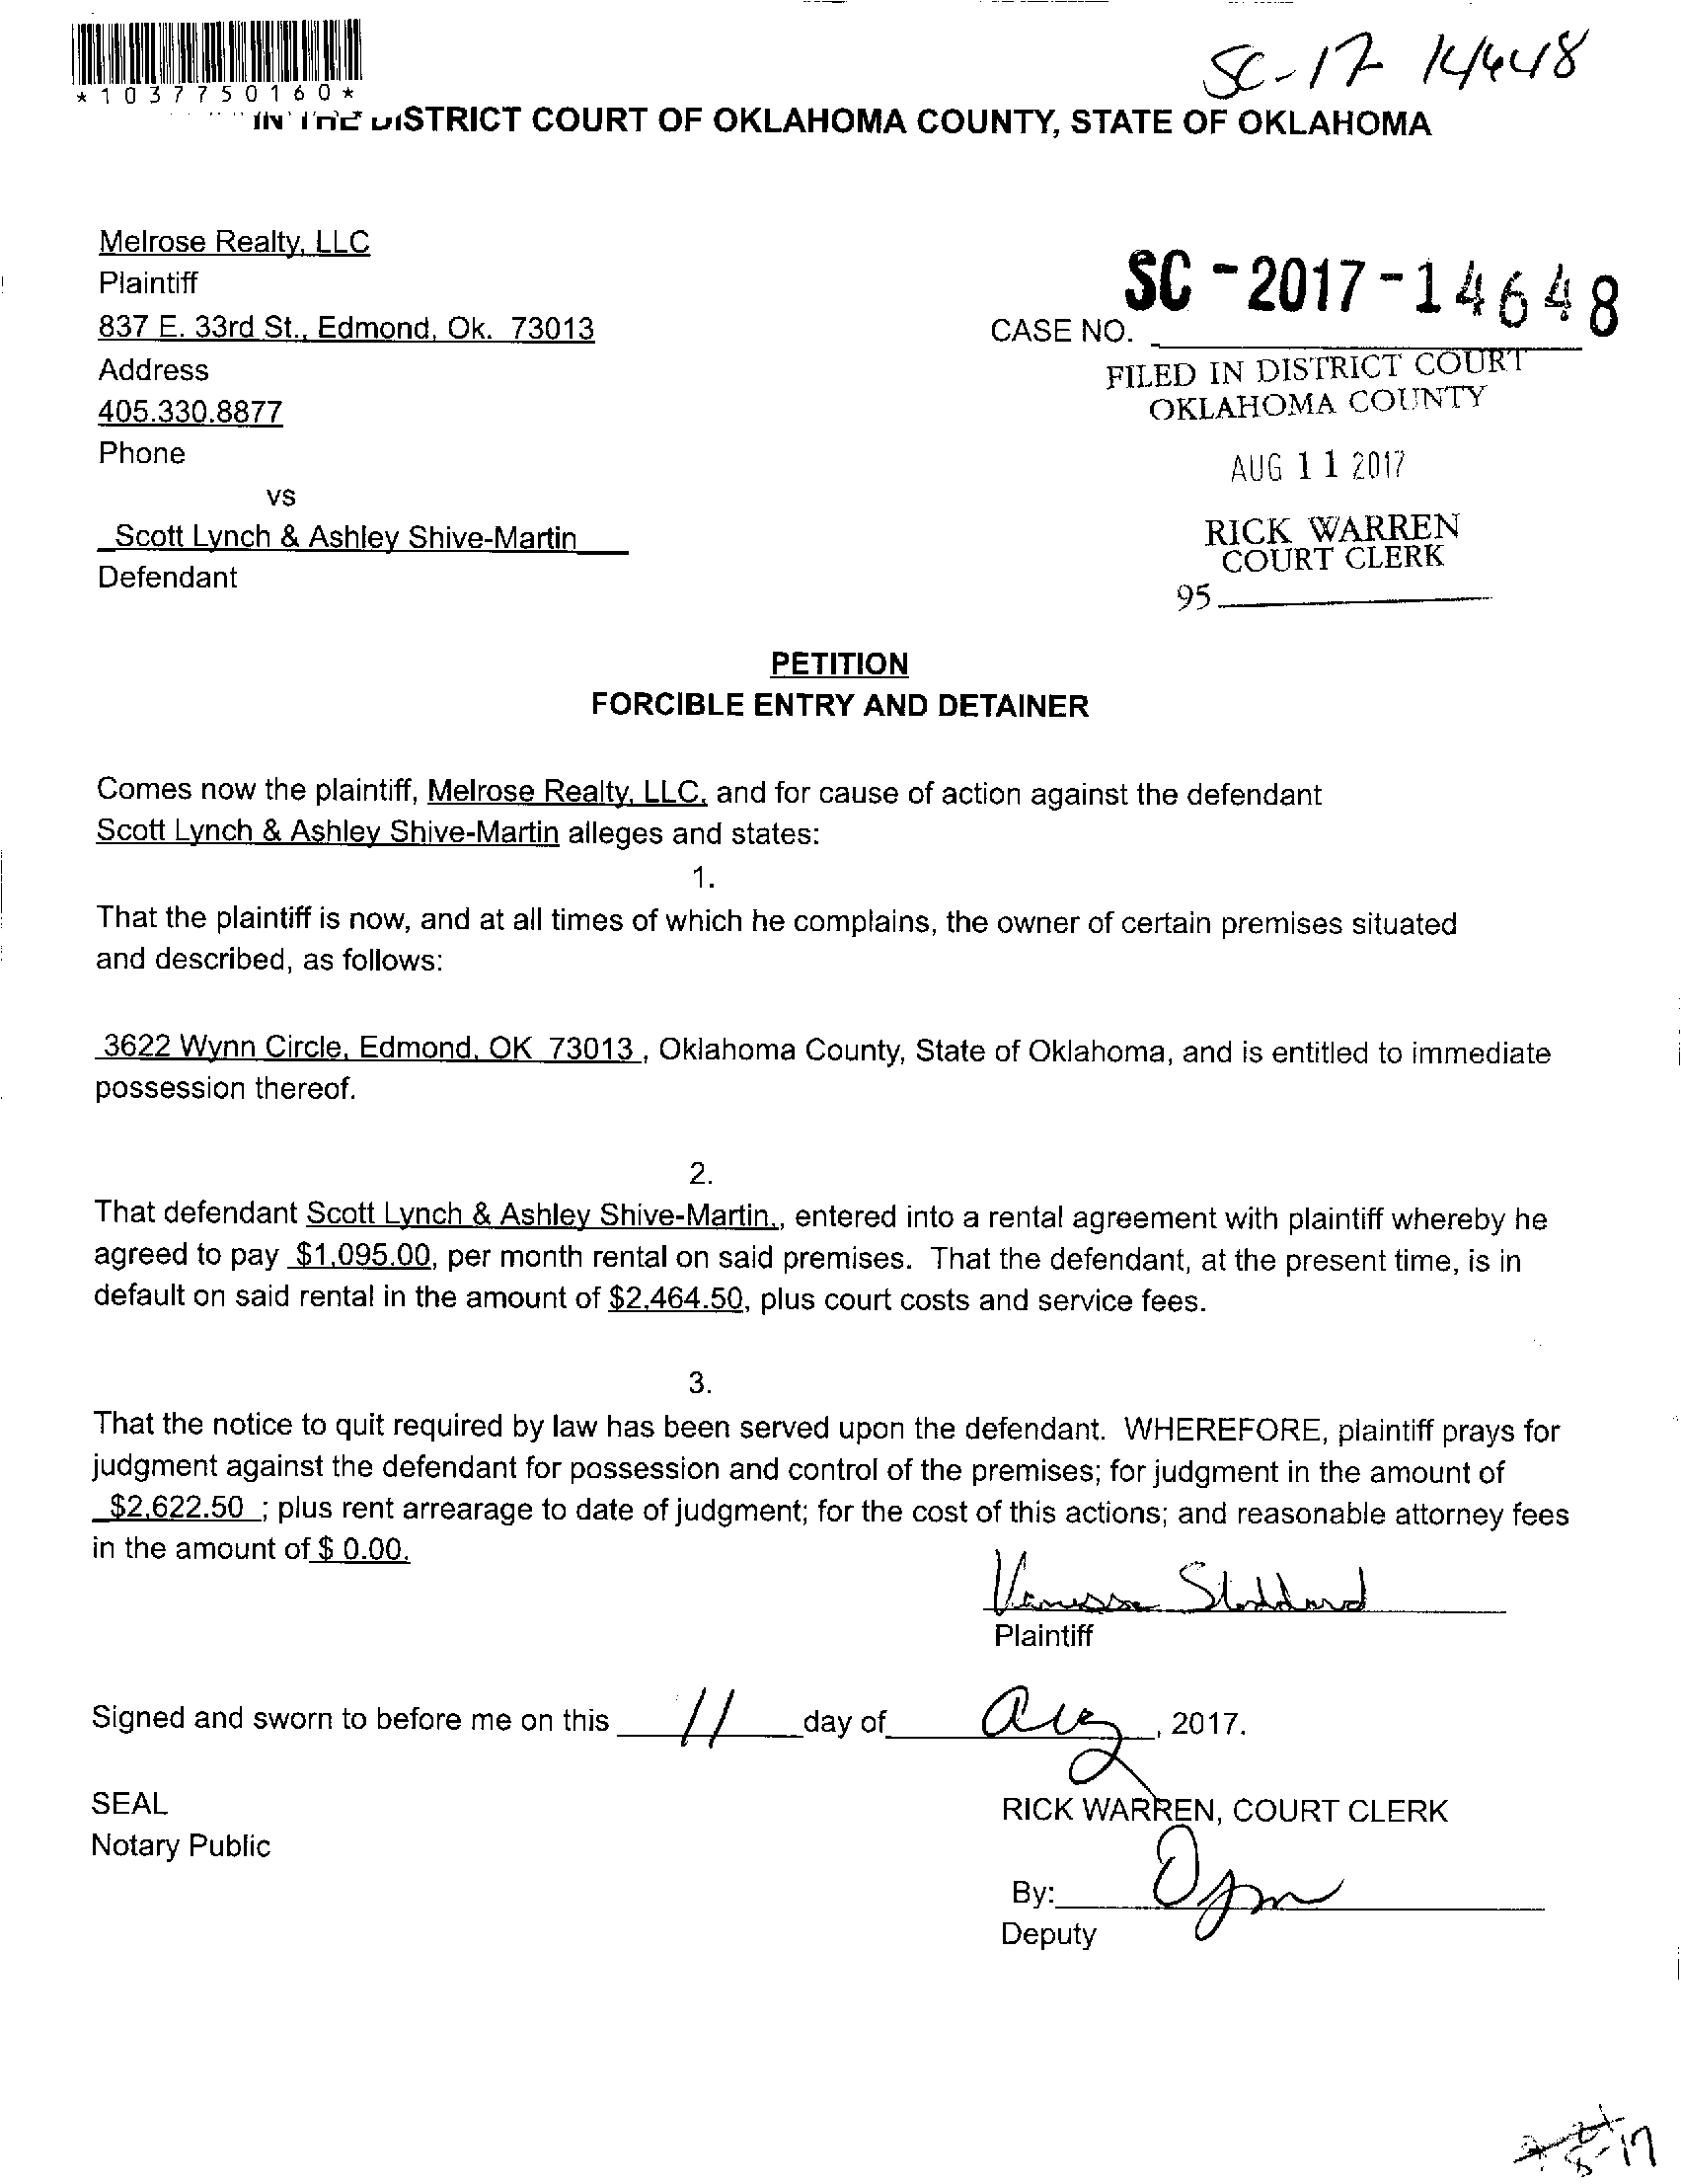 SC-17 14648
*1037750160*
IN THE DISTRICT COURT OF OKLAHOMA COUNTY, STATE OF OKLAHOMA
Melrose Realty, LLC
Plaintiff
837 E. 33rd St., Edmond, Ok. 73013
Address
405.330.8877
Phone
vs
Scott Lynch & Ashley Shive-Martin
Defendant
SC-2017-14648
CASE NO.
FILED IN DISTRICT COURT
OKLAHOMA COUNTY
AUG 11 2017
RICK WARREN
COURT CLERK
95
PETITION
FORCIBLE ENTRY AND DETAINER
Comes now the plaintiff, Melrose Realty, LLC, and for cause of action against the defendant
Scott Lynch & Ashley Shive-Martin alleges and states:
1.
That the plaintiff is now, and at all times of which he complains, the owner of certain premises situated
and described, as follows:
3622 Wynn Circle, Edmond, OK 73013, Oklahoma County, State of Oklahoma, and is entitled to immediate
possession thereof.
2.
That defendant Scott Lynch & Ashley Shive-Martin., entered into a rental agreement with plaintiff whereby he
agreed to pay $1,095.00, per month rental on said premises. That the defendant, at the present time, is in
default on said rental in the amount of $2,464.50, plus court costs and service fees.
3.
That the notice to quit required by law has been served upon the defendant. WHEREFORE, plaintiff prays for
judgment against the defendant for possession and control of the premises; for judgment in the amount of
$2,622.50 ; plus rent arrearage to date of judgment; for the cost of this actions; and reasonable attorney fees
in the amount of $ 0.00.
Vanessa Stoddard
Plaintiff
Signed and sworn to before me on this 11 day of Aug, 2017.
SEAL
Notary Public
RICK WARREN, COURT CLERK
By:
Deputy